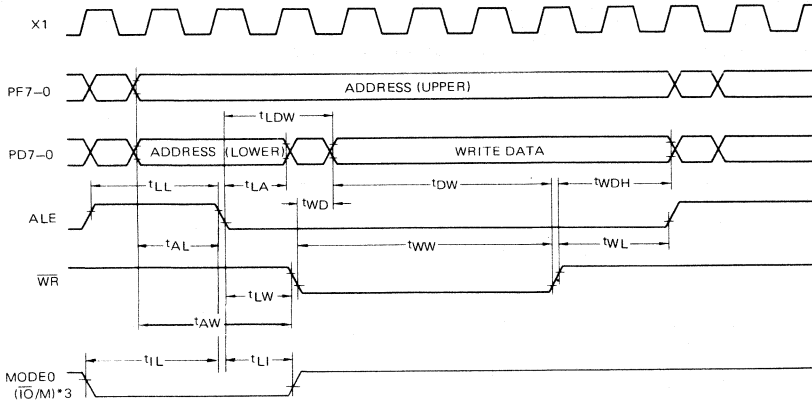 X1
PF7-0
ADDRESS (UPPER)
tLDW
PD7-0
ADDRESS (LOWER)
WRITE DATA
tLL
tLA
tWD
tDW
tWDH
ALE
tAL
tWW
tWL
WR
tLW
tAW
tIL
tLI
MODE0
(IO/M)*3